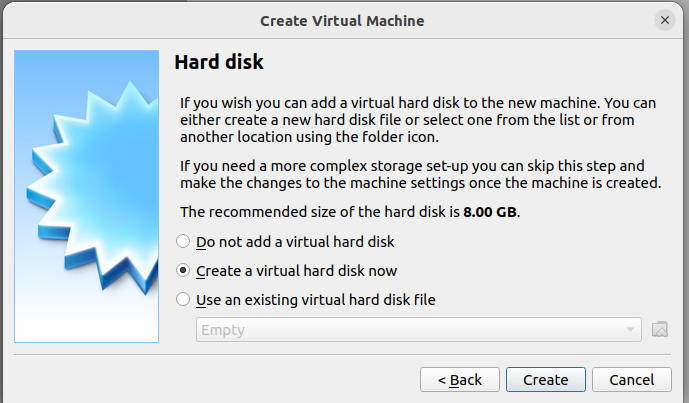 Create Virtual Machine
Hard disk
If you wish you can add a virtual hard disk to the new machine. You can
either create a new hard disk file or select one from the list or from
another location using the folder icon.
If you need a more complex storage set-up you can skip this step and
make the changes to the machine settings once the machine is created.
The recommended size of the hard disk is 8.00 GB.
Do not add a virtual hard disk
Create a virtual hard disk now
Use an existing virtual hard disk file
Empty
< Back Create Cancel